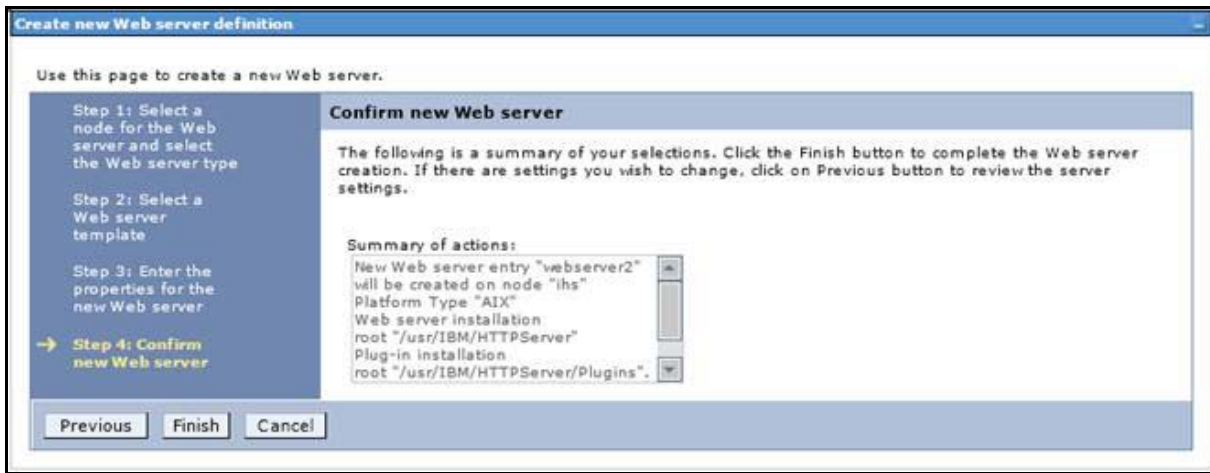 Create new Web server definition
Use this page to create a new Web server.
Step 1: Select a
node for the Web
server and select
the Web server type
Step 2: Select a
Web server
template
Step 3: Enter the
properties for the
new Web server
Step 4: Confirm
new Web server
Confirm new Web server
The following is a summary of your selections. Click the Finish button to complete the Web server
creation. If there are settings you wish to change, click on Previous button to review the server
settings.
Summary of actions:
New Web server entry "webserver2"
will be created on node "ihs"
Platform Type "AIX"
Web server installation
root "/usr/IBM/HTTPServer"
Plug-in installation
root "/usr/IBM/HTTPServer/Plugins".
Previous
Finish
Cancel